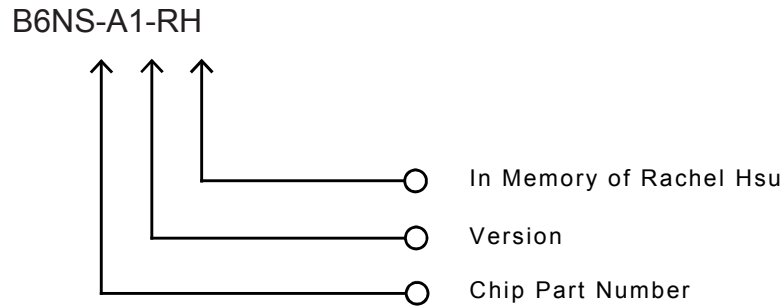 B6NS-A1-RH
In Memory of Rachel Hsu
Version
Chip Part Number